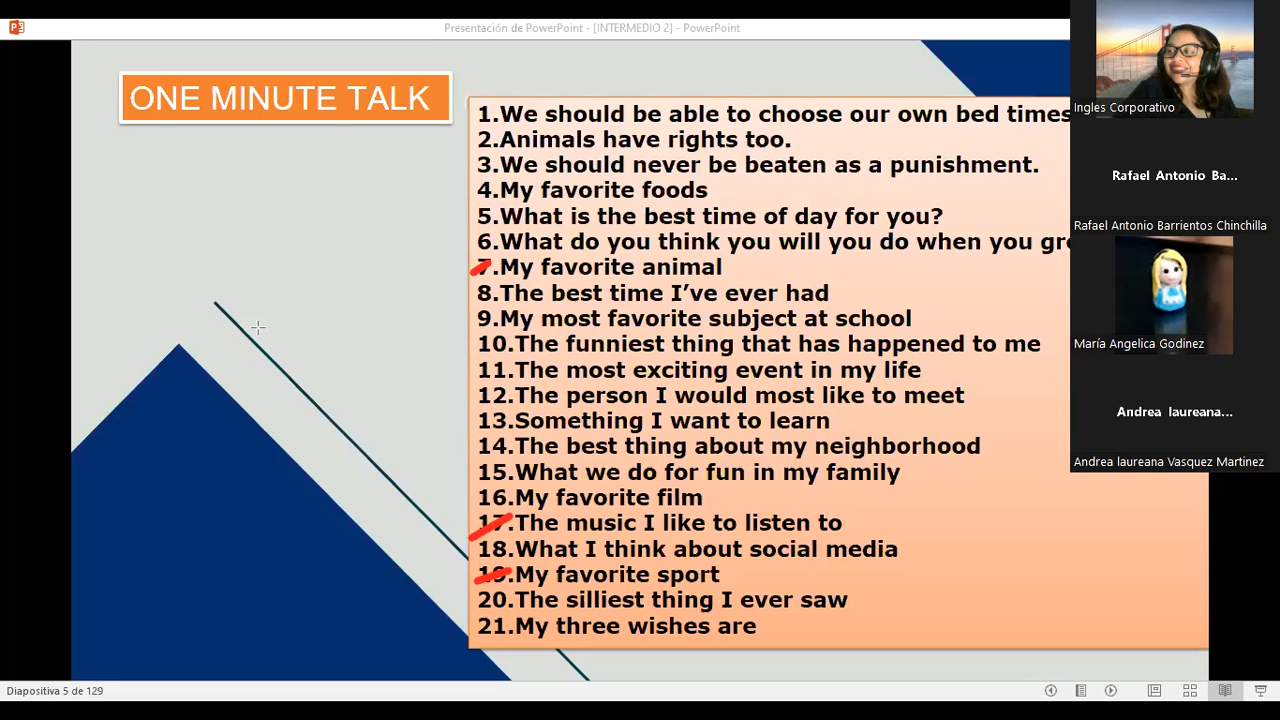 Presentación de PowerPoint - [INTERMEDIO 2] - PowerPoint
ONE MINUTE TALK
1.We should be able to choose our own bed times
2.Animals have rights too.
3.We should never be beaten as a punishment.
4.My favorite foods
5.What is the best time of day for you?
6.What do you think you will you do when you gr
7.My favorite animal
8.The best time I’ve ever had
9.My most favorite subject at school
10.The funniest thing that has happened to me
11.The most exciting event in my life
12.The person I would most like to meet
13.Something I want to learn
14.The best thing about my neighborhood
15.What we do for fun in my family
16.My favorite film
17.The music I like to listen to
18.What I think about social media
19.My favorite sport
20.The silliest thing I ever saw
21.My three wishes are
Ingles Corporativo
Rafael Antonio Ba...
Rafael Antonio Barrientos Chinchilla
María Angelica Godinez
Andrea laureana...
Andrea laureana Vasquez Martinez
Diapositiva 5 de 129